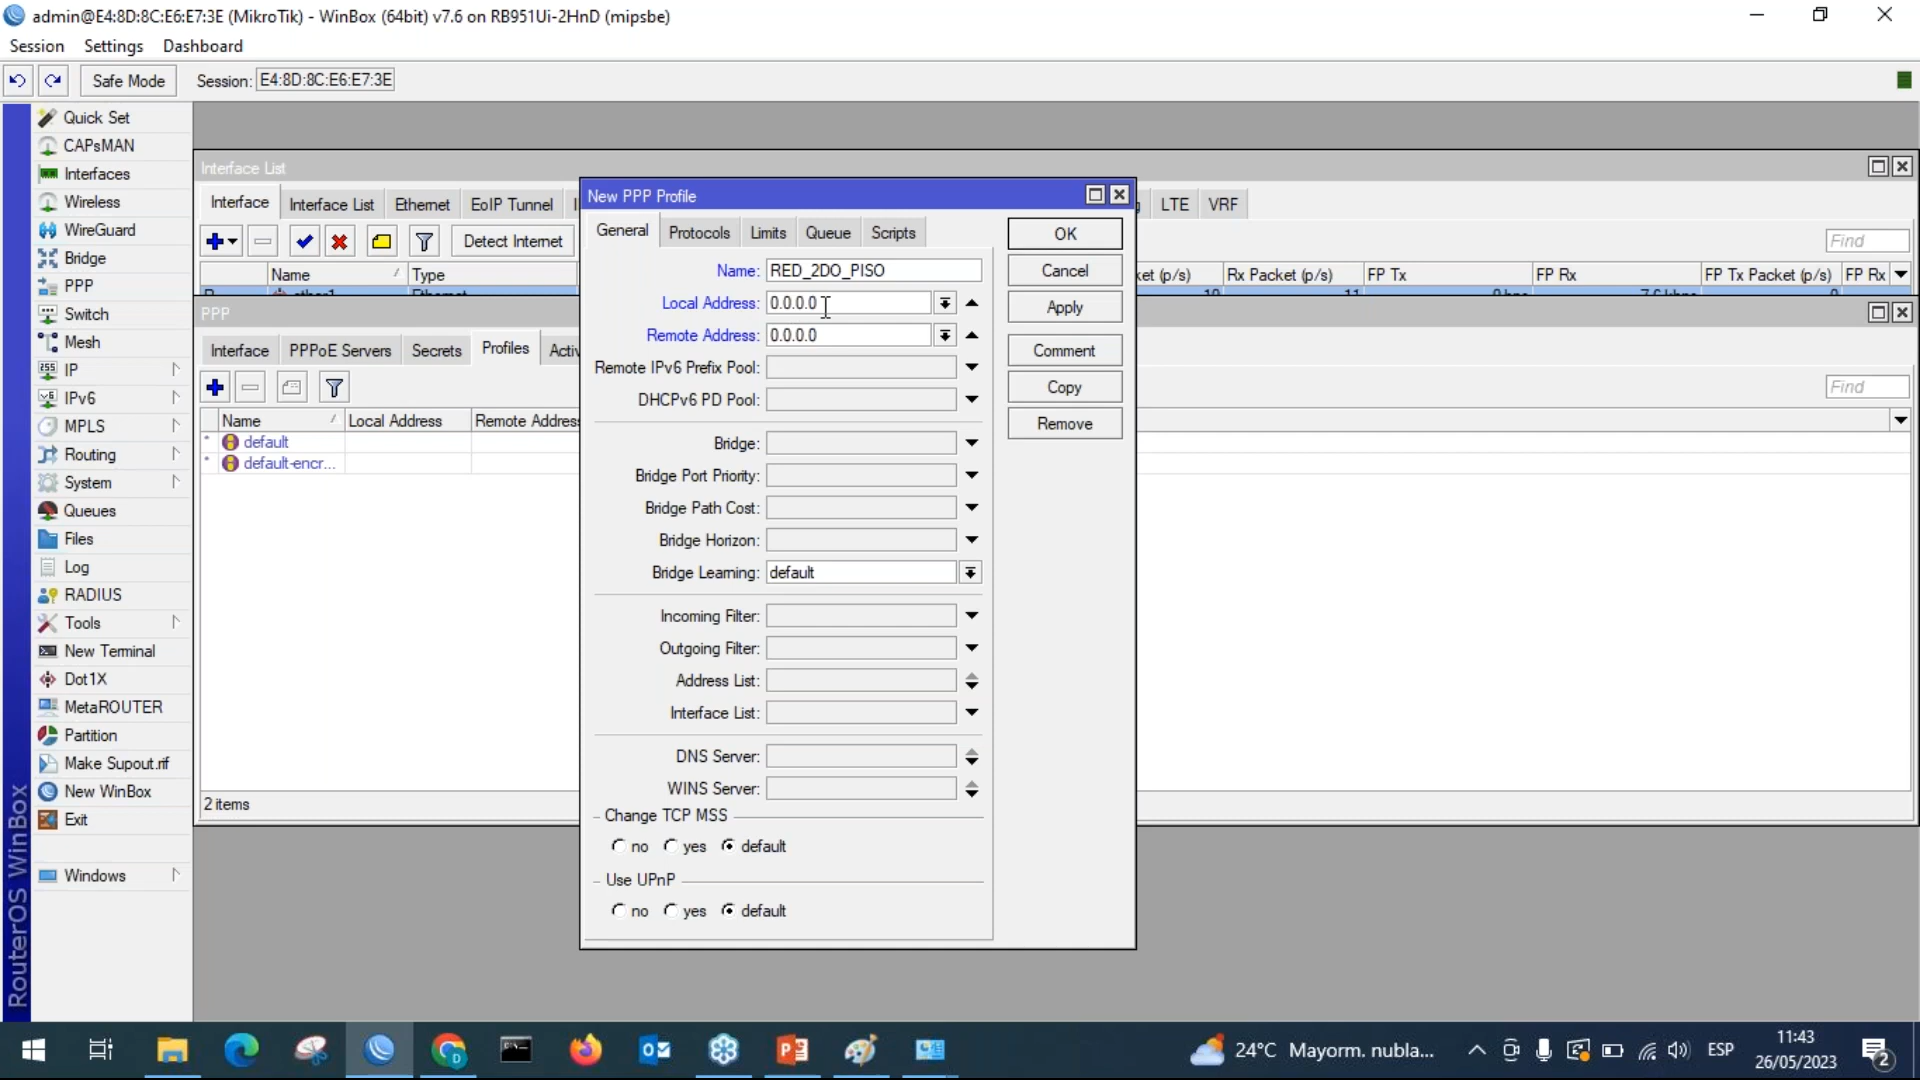 admin@E4:8D:8C:E6:E7:3E (MikroTik) - WinBox (64bit) v7.6 on RB951Ui-2HnD (mipsbe)
Session Settings Dashboard
Safe Mode Session: E4:8D:8C:E6:E7:3E
Quick Set
CAPsMAN
Interfaces
Wireless
WireGuard
Bridge
PPP
Switch
Mesh
IP
IPv6
MPLS
Routing
System
Queues
Files
Log
RADIUS
Tools
New Terminal
Dot1X
MetaROUTER
Partition
Make Supout.rif
New WinBox
Exit
Windows
RouterOS WinBox
Interface List
Interface Interface List Ethernet EoIP Tunnel LTE VRF
Detect Internet Find
Name Type Rx Packet (p/s) FP Tx FP Rx FP Tx Packet (p/s) FP Rx
PPP
Interface PPPoE Servers Secrets Profiles
Find
Name Local Address Remote Address
* default
* default-encr...
2 items
New PPP Profile
General Protocols Limits Queue Scripts
Name: RED_2DO_PISO
Local Address: 0.0.0.0
Remote Address: 0.0.0.0
Remote IPv6 Prefix Pool:
DHCPv6 PD Pool:
Bridge:
Bridge Port Priority:
Bridge Path Cost:
Bridge Horizon:
Bridge Learning: default
Incoming Filter:
Outgoing Filter:
Address List:
Interface List:
DNS Server:
WINS Server:
Change TCP MSS
no yes default
Use UPnP
no yes default
OK
Cancel
Apply
Comment
Copy
Remove
24°C Mayorm. nubla... ESP 11:43
26/05/2023
2